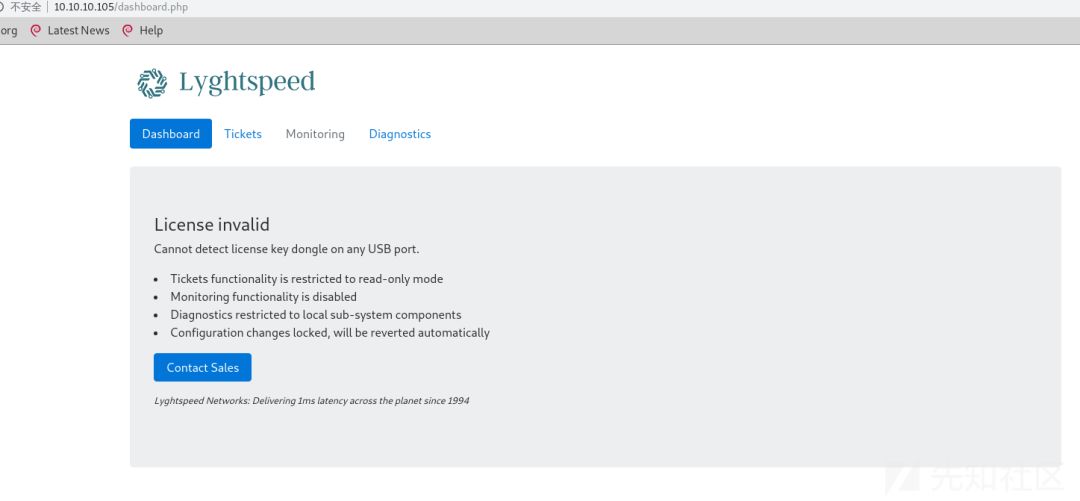 不安全 | 10.10.10.105/dashboard.php
org Latest News Help
Lyghtspeed
Dashboard Tickets Monitoring Diagnostics
License invalid
Cannot detect license key dongle on any USB port.
• Tickets functionality is restricted to read-only mode
• Monitoring functionality is disabled
• Diagnostics restricted to local sub-system components
• Configuration changes locked, will be reverted automatically
Contact Sales
Lyghtspeed Networks: Delivering 1ms latency across the planet since 1994
先知社区